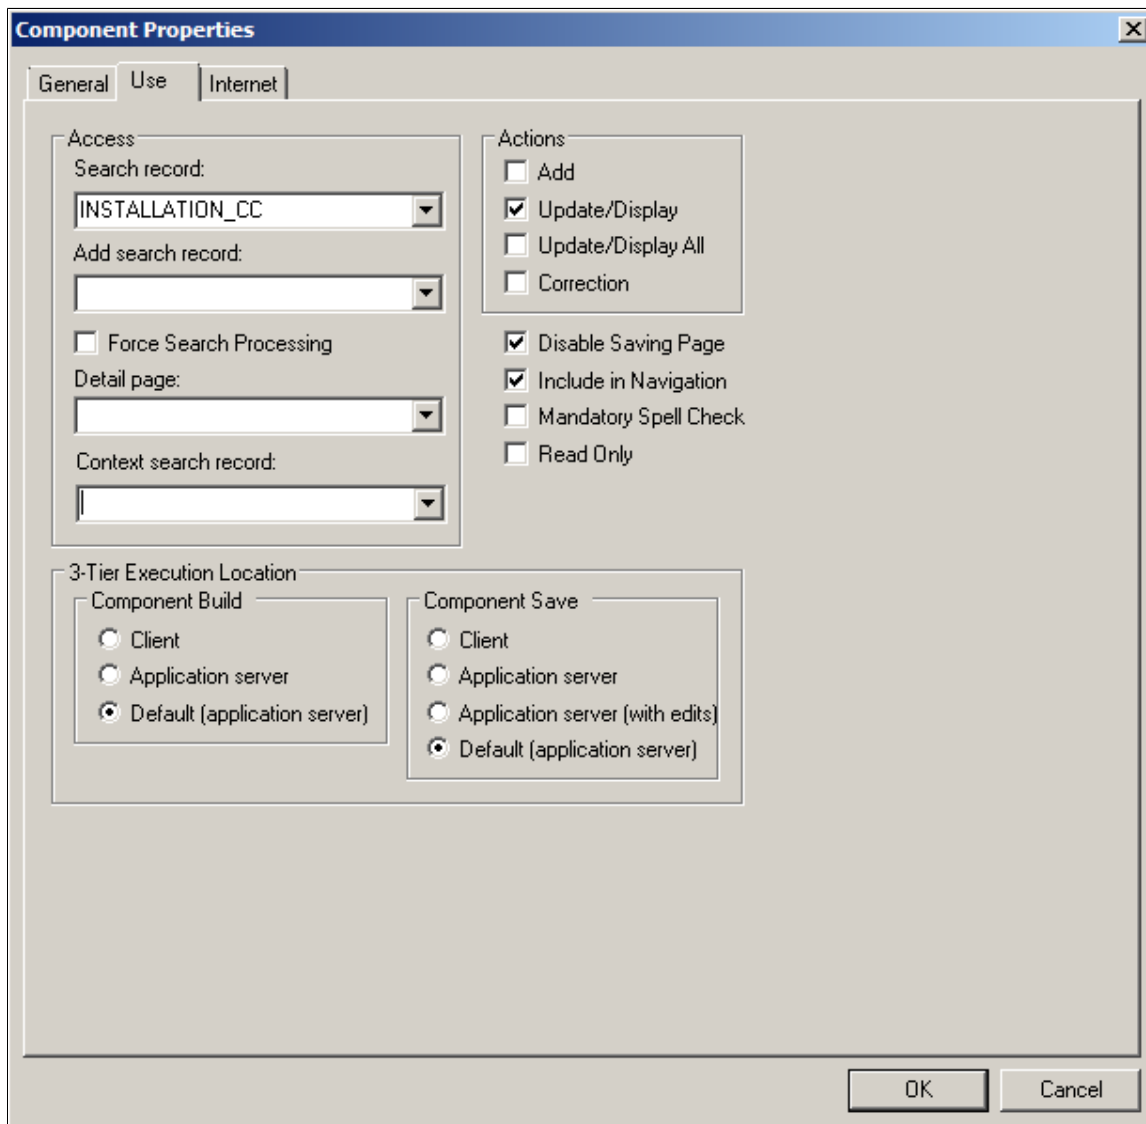 Component Properties
General
Use
Internet
Access
Search record:
INSTALLATION_CC
Add search record:
Force Search Processing
Detail page:
Context search record:
Actions
Add
Update/Display
Update/Display All
Correction
Disable Saving Page
Include in Navigation
Mandatory Spell Check
Read Only
3-Tier Execution Location
Component Build
Client
Application server
Default (application server)
Component Save
Client
Application server
Application server (with edits)
Default (application server)
OK
Cancel